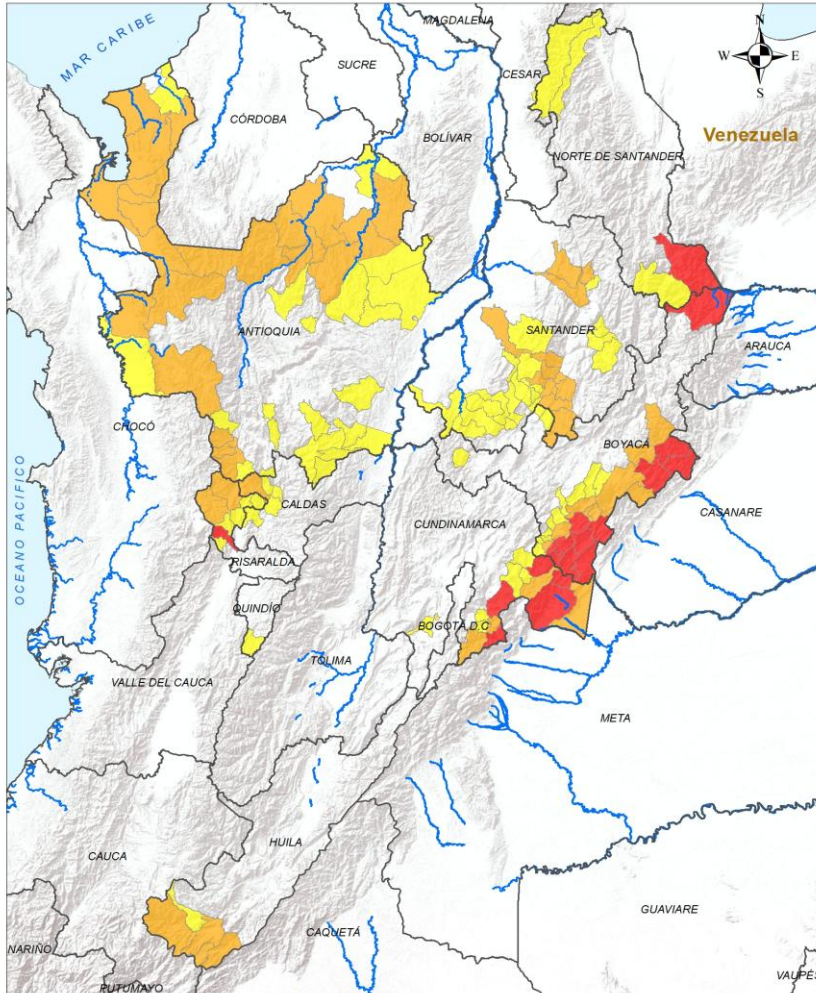 MAGDALENA
MAR CARIBE
N
W E
S
SUCRE
CESAR
CÓRDOBA
BOLÍVAR
Venezuela
NORTE DE SANTANDER
ANTIOQUIA
SANTANDER
ARAUCA
CHOCÓ
BOYACÁ
CALDAS
CUNDINAMARCA
CASANARE
OCEANO PACIFICO
RISARALDA
QUINDÍO
BOGOTÁ D.C
TOLIMA
VALLE DEL CAUCA
META
HUILA
CAUCA
GUAVIARE
CAQUETÁ
NARIÑO
PUTUMAYO
VAUPÉS